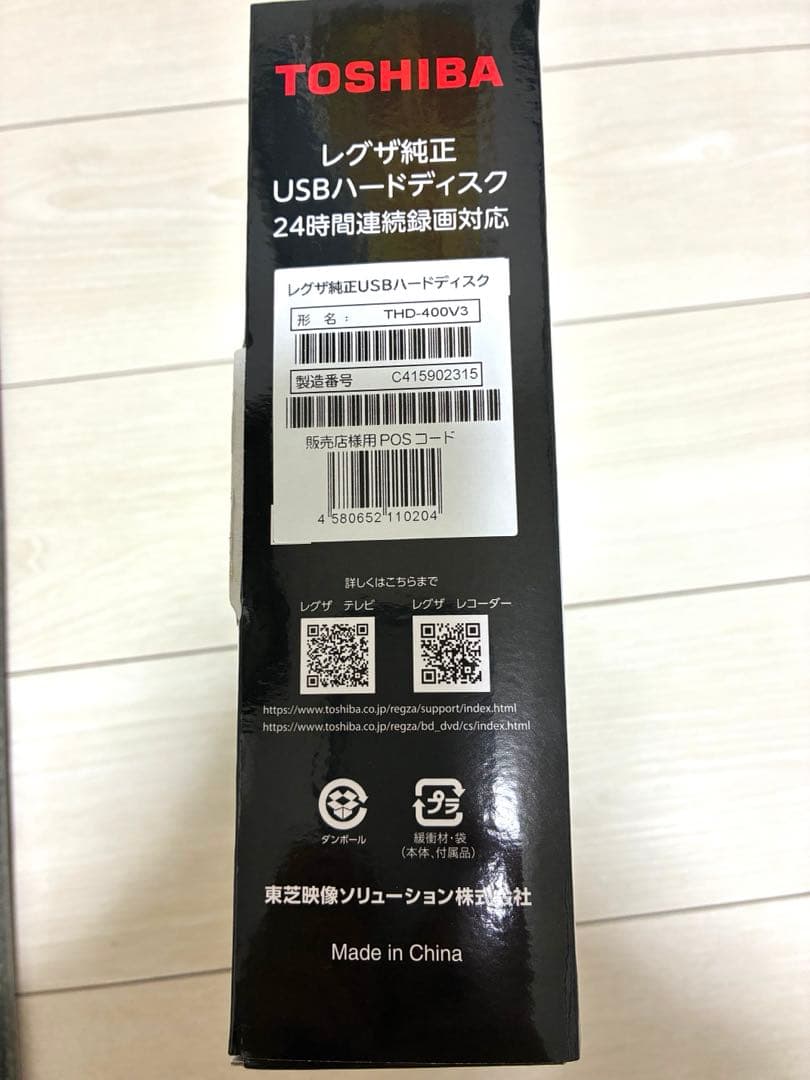 TOSHIBA
レグザ純正
USBハードディスク
24時間連続録画対応
レグザ純正USBハードディスク
形 名: THD-400V3
製造番号 C415902315
販売店様用POSコード
4 580652 110204
詳しくはこちらまで
レグザ テレビ レグザ レコーダー
https://www.toshiba.co.jp/regza/support/index.html
https://www.toshiba.co.jp/regza/bd_dvd/cs/index.html
プラ
ダンボール 緩衝材・袋
(本体、付属品)
東芝映像ソリューション株式会社
Made in China